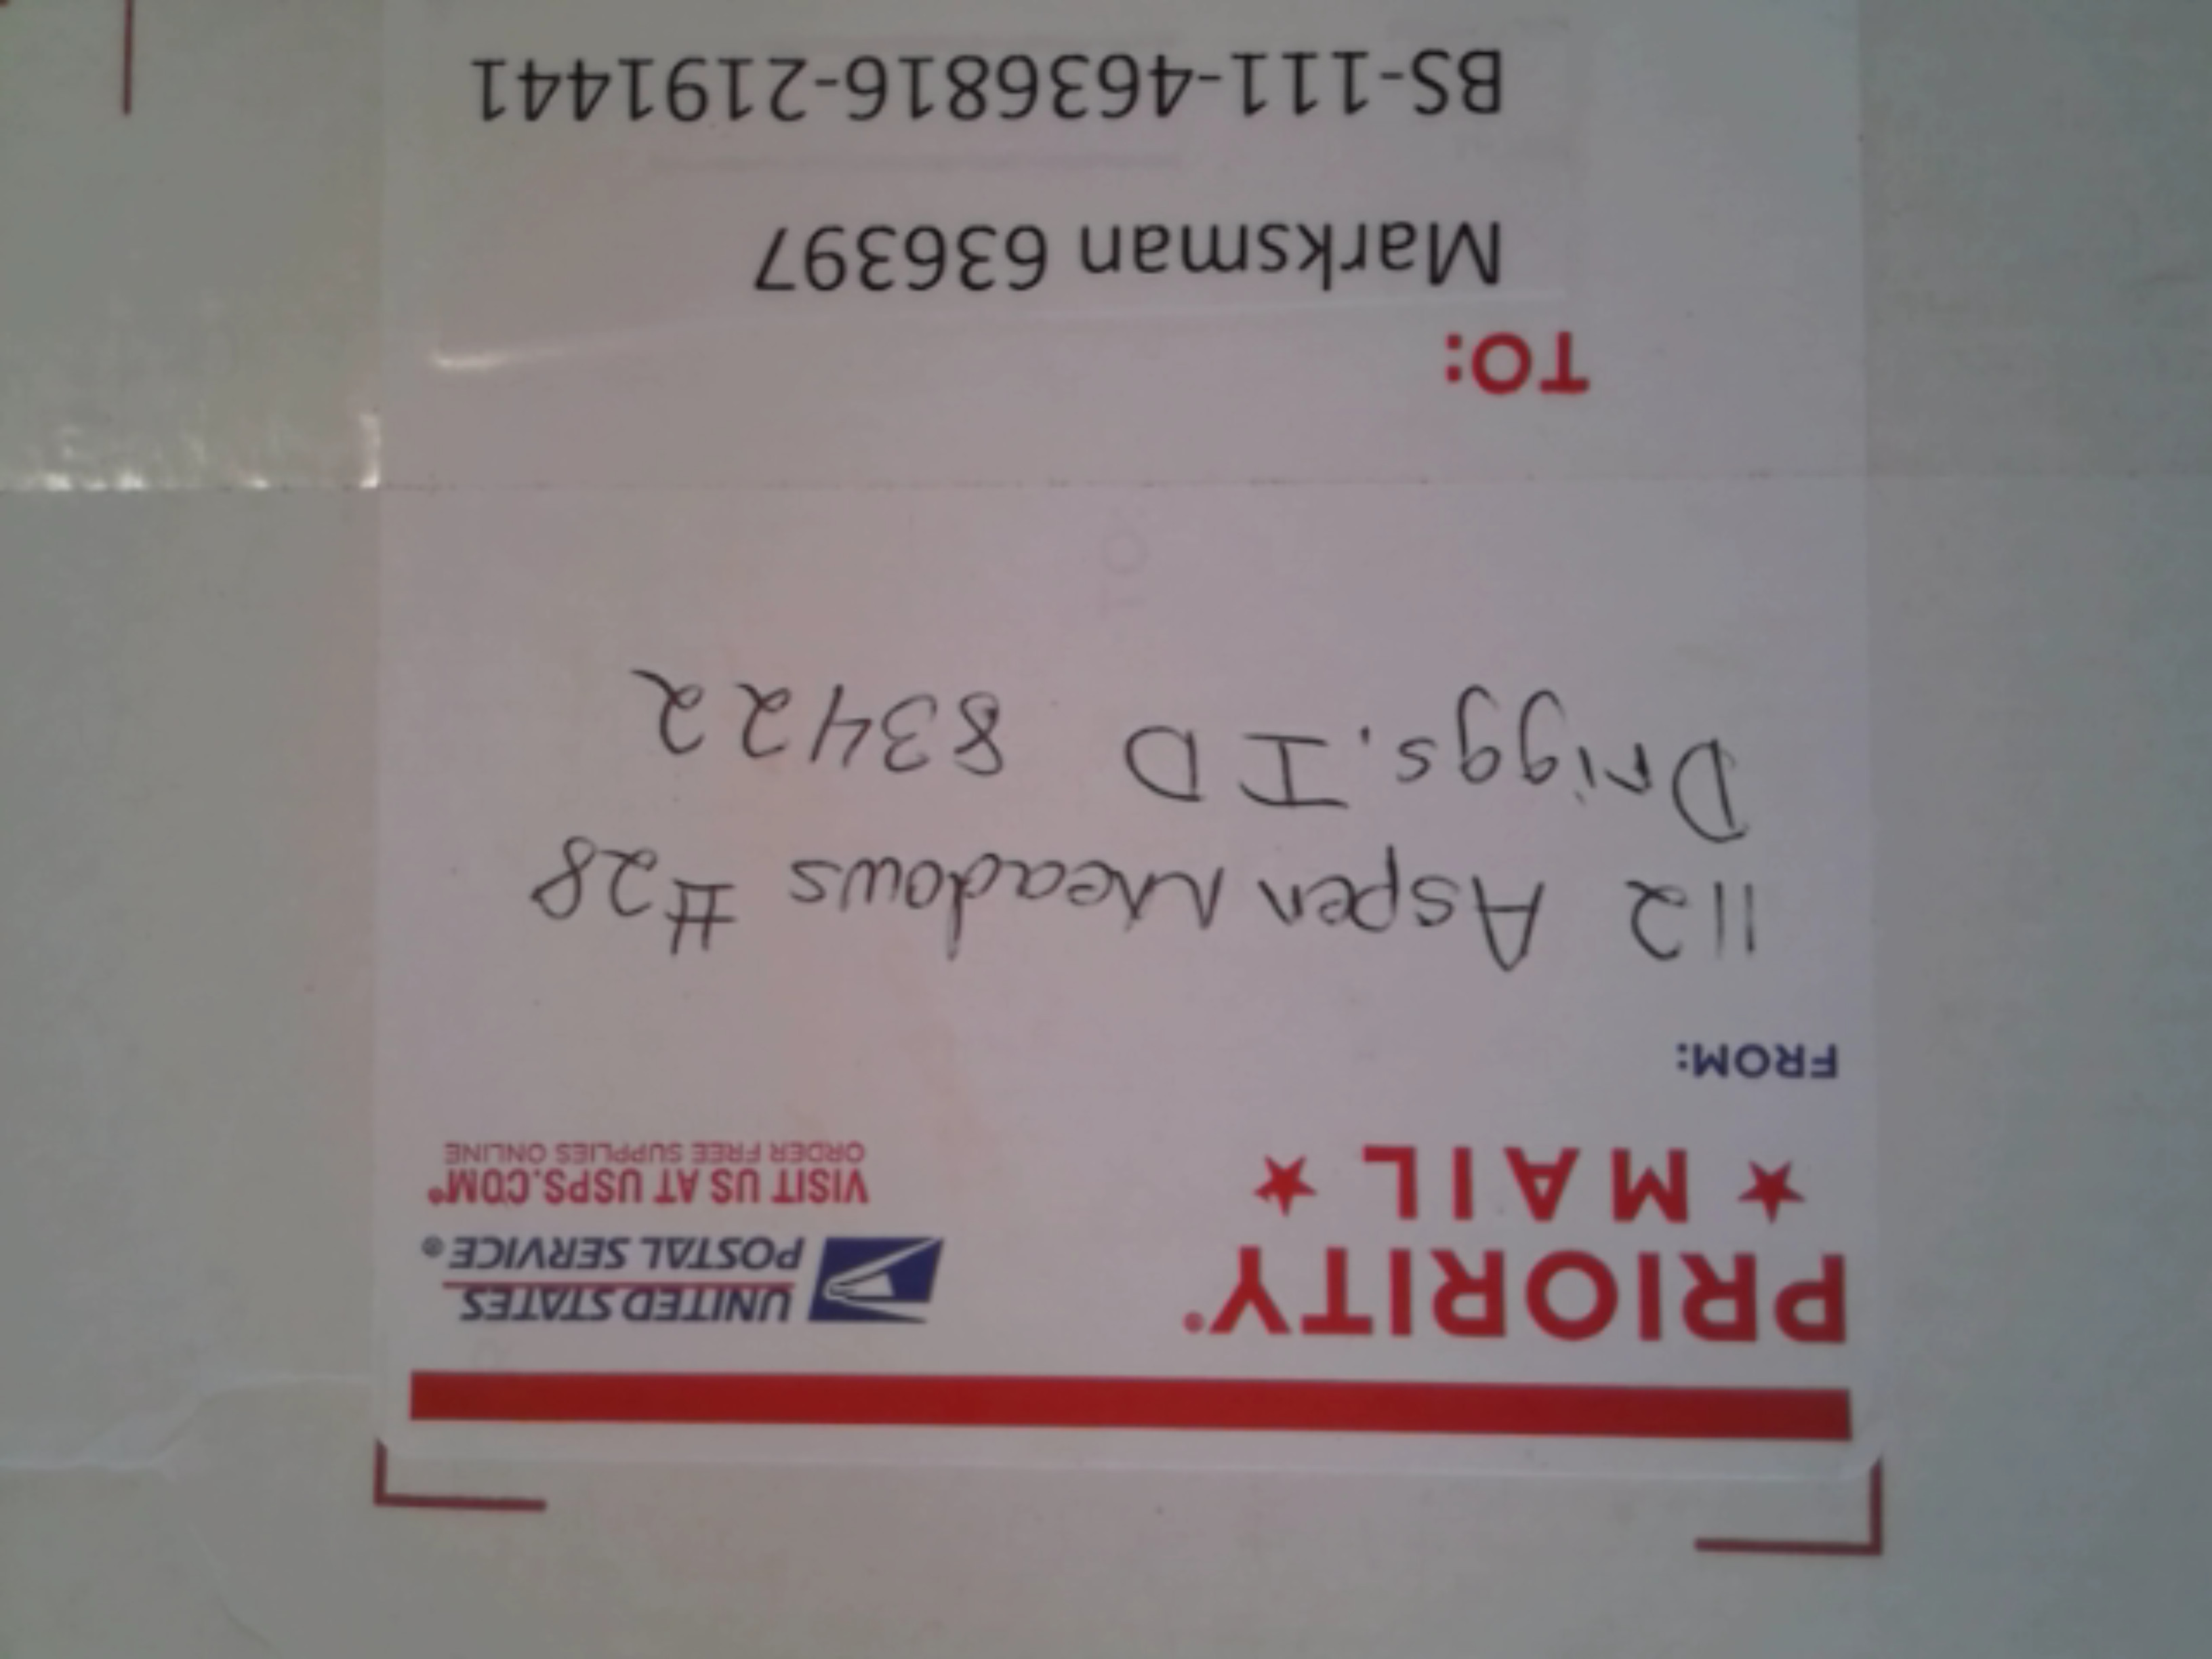 PRIORITY®
★ MAIL ★
UNITED STATES
POSTAL SERVICE®
VISIT US AT USPS.COM®
ORDER FREE SUPPLIES ONLINE
FROM:
112 Aspen Meadows #28
Driggs, ID 83422
TO:
Marksman 636397
BS-111-4636816-2191441